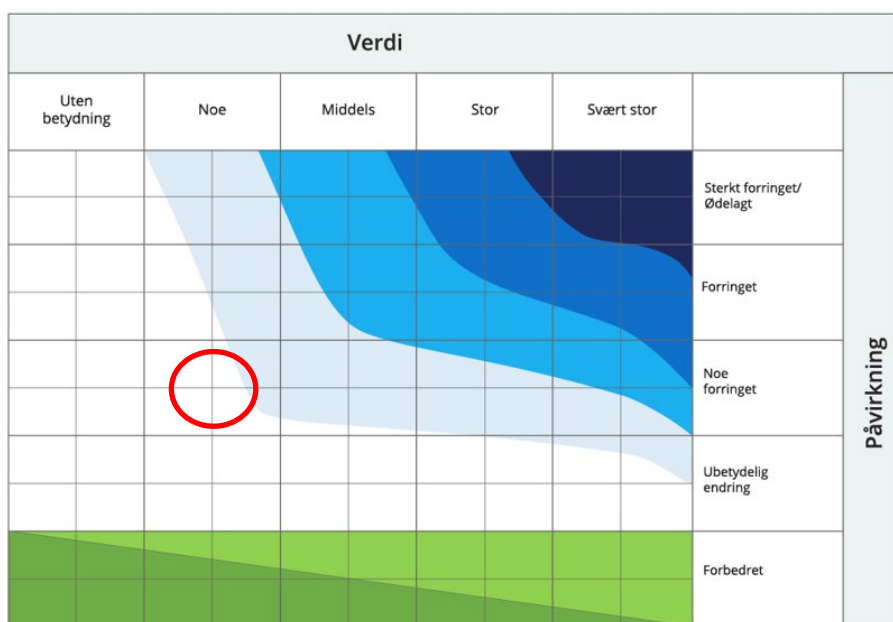 Verdi
Uten
betydning
Noe
Middels
Stor
Svært stor
Sterkt forringet/
Ødelagt
Forringet
Noe
forringet
Ubetydelig
endring
Forbedret
Påvirkning